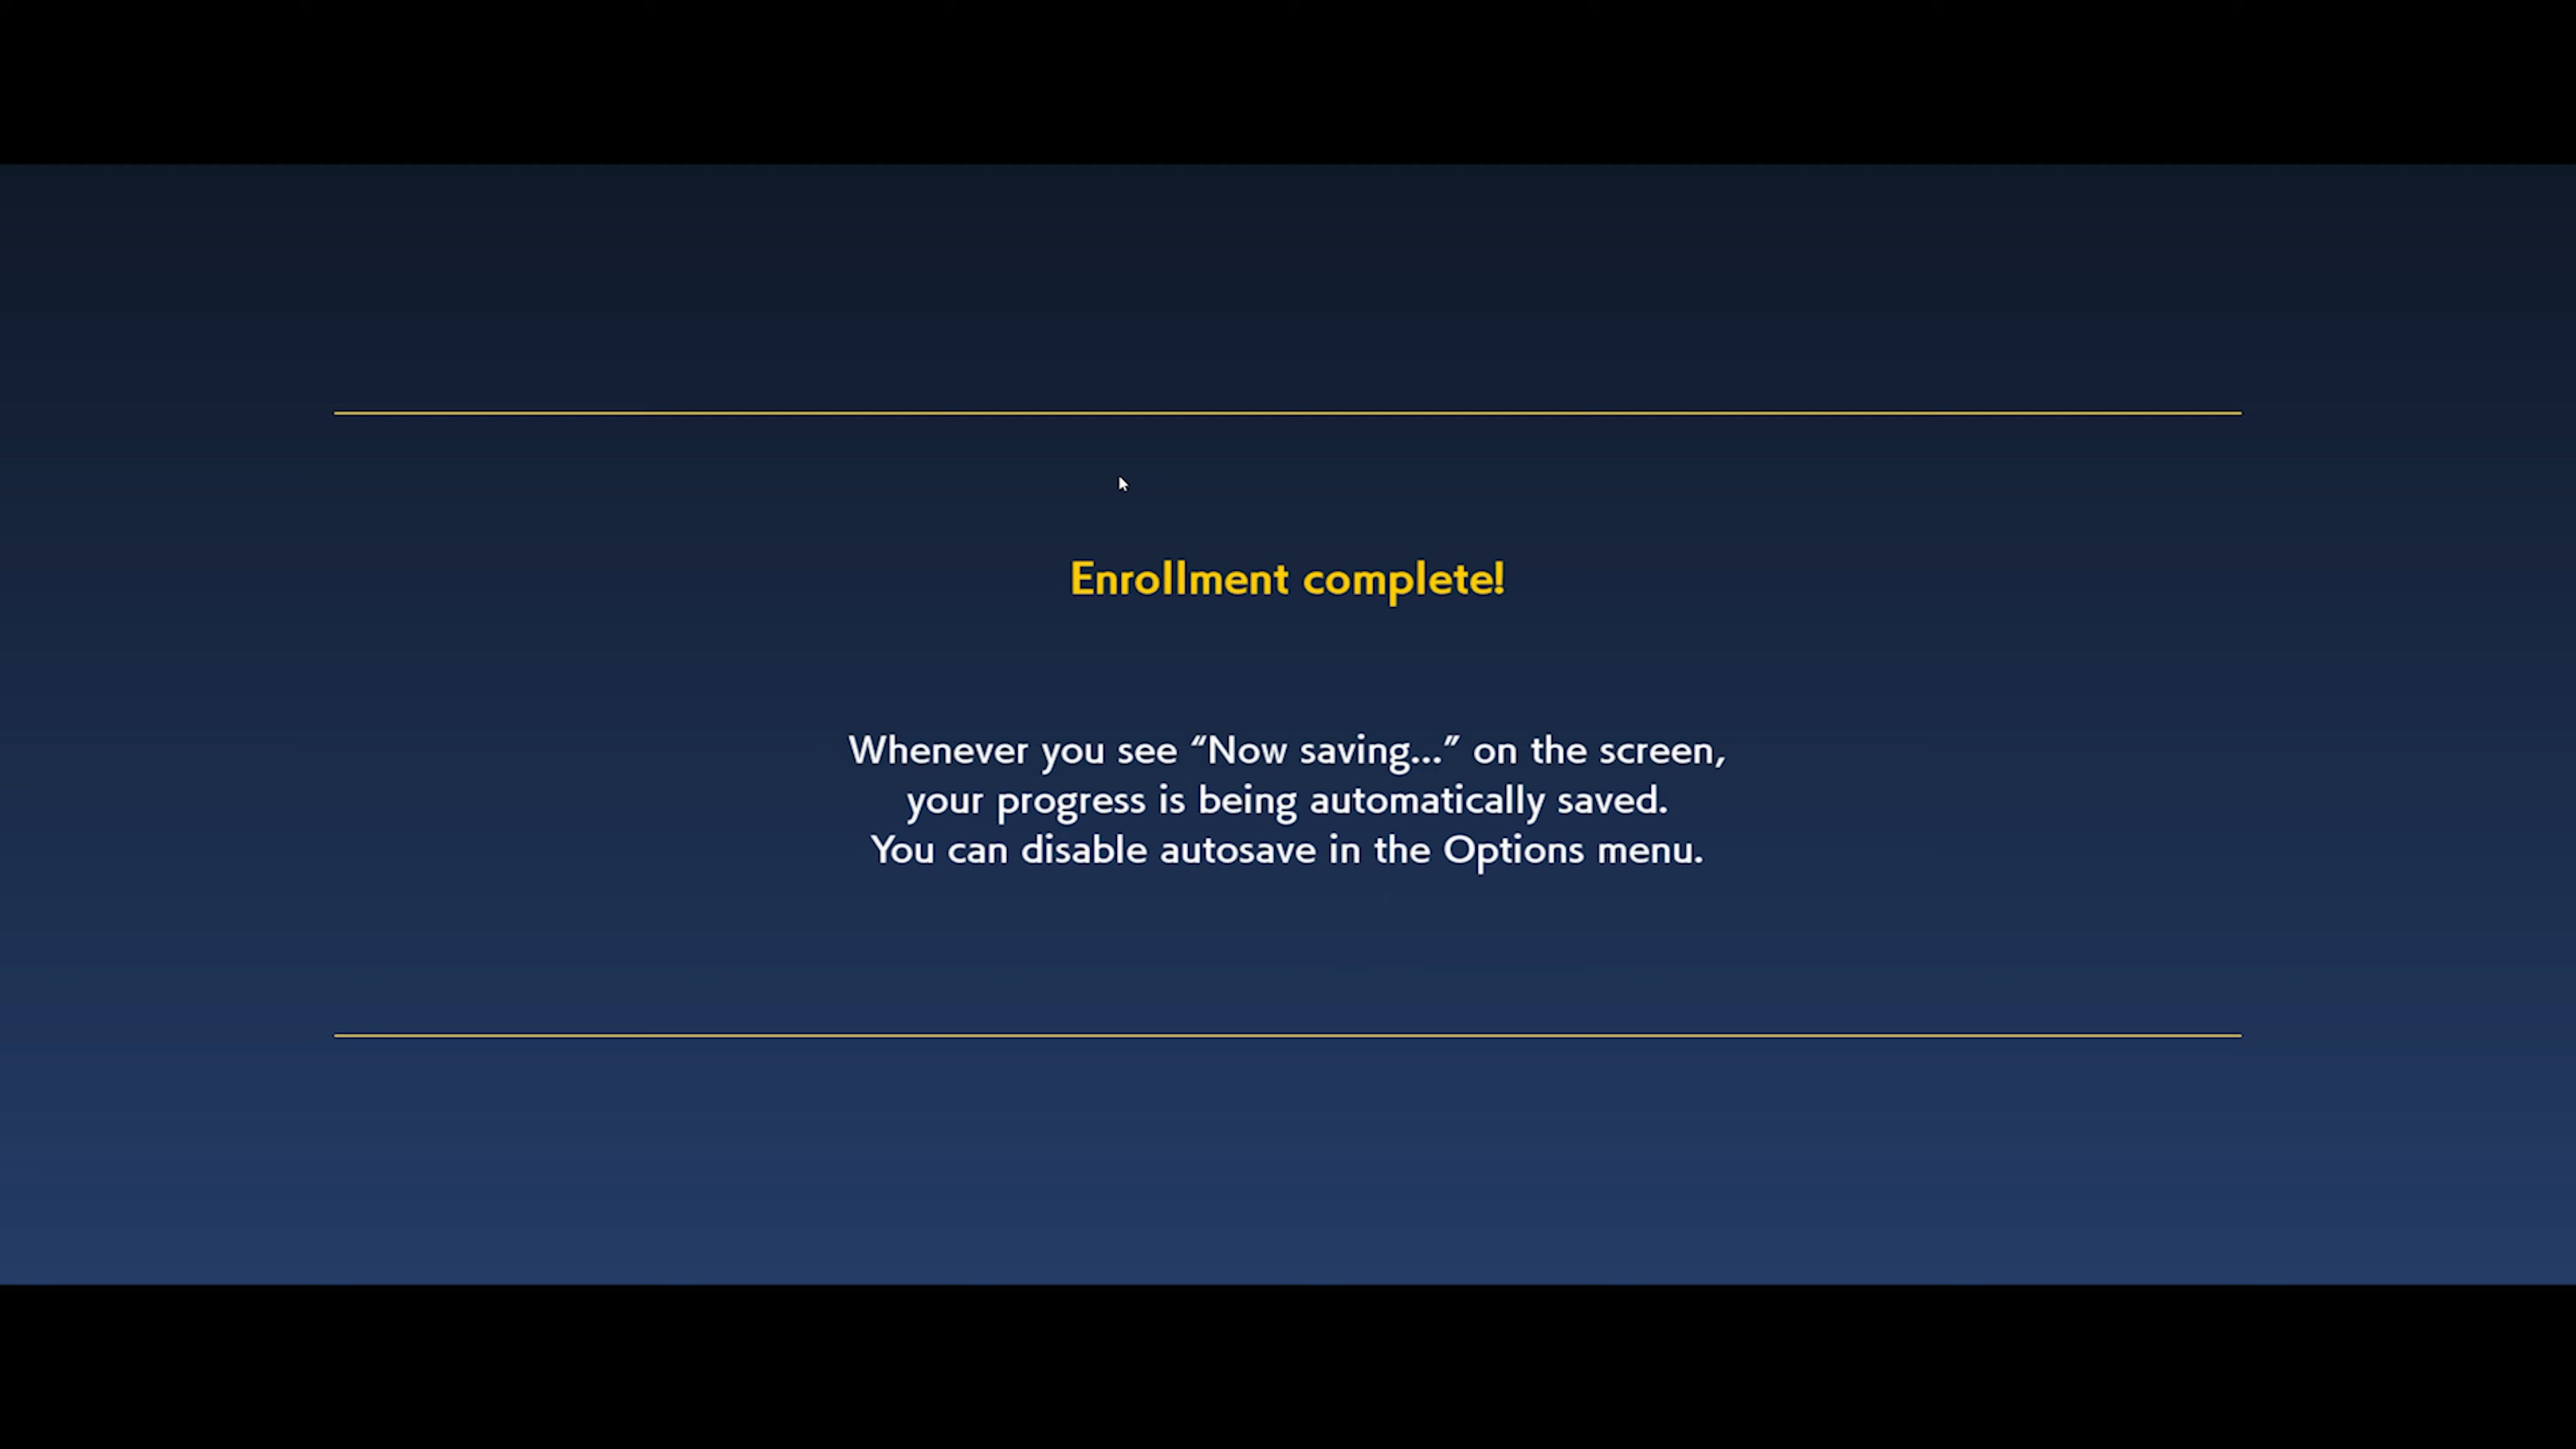 Enrollment complete!
Whenever you see “Now saving...” on the screen,
your progress is being automatically saved.
You can disable autosave in the Options menu.